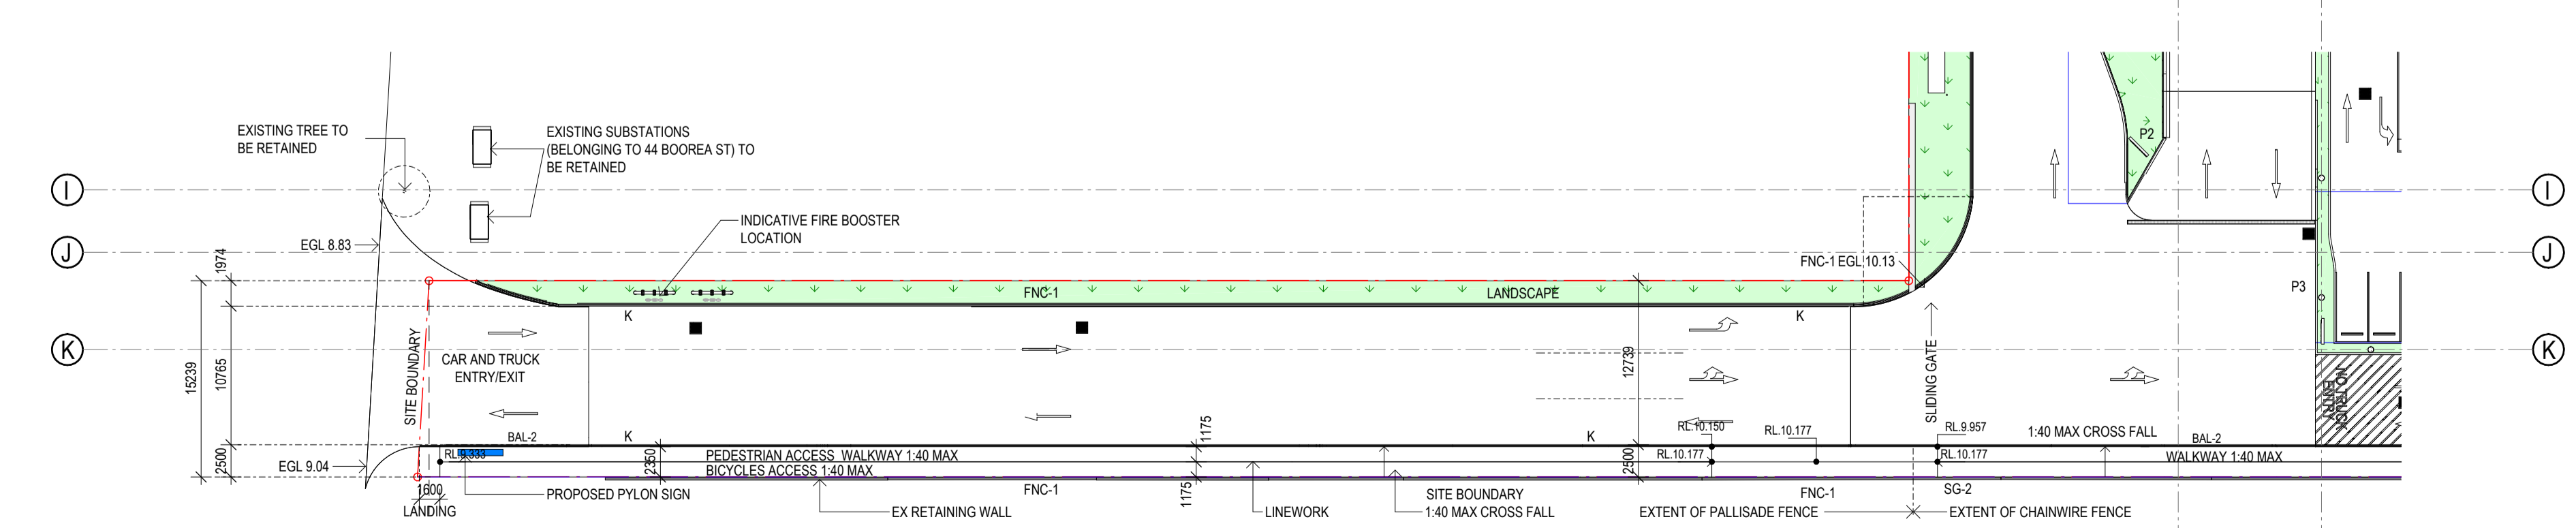 EXISTING TREE TO
BE RETAINED
EXISTING SUBSTATIONS
(BELONGING TO 44 BOOREA ST) TO
BE RETAINED
P2
I
I
INDICATIVE FIRE BOOSTER
LOCATION
EGL 8.83
J
J
1974
FNC-1 EGL 10.13
P3
FNC-1
LANDSCAPE
K
K
K
K
CAR AND TRUCK
ENTRY/EXIT
SITE BOUNDARY
15239
10765
12739
SLIDING GATE
NO TRUCK
ENTRY
1175
RL.10.150
RL.10.177
RL.9.957
1:40 MAX CROSS FALL
BAL-2
K
K
BAL-2
2500
EGL 9.04
RL.9.333
2350
PEDESTRIAN ACCESS WALKWAY 1:40 MAX
BICYCLES ACCESS 1:40 MAX
2500
RL.10.177
RL.10.177
WALKWAY 1:40 MAX
1600
LANDING
PROPOSED PYLON SIGN
FNC-1
1175
SITE BOUNDARY
1:40 MAX CROSS FALL
FNC-1
SG-2
EX RETAINING WALL
LINEWORK
EXTENT OF PALLISADE FENCE
EXTENT OF CHAINWIRE FENCE